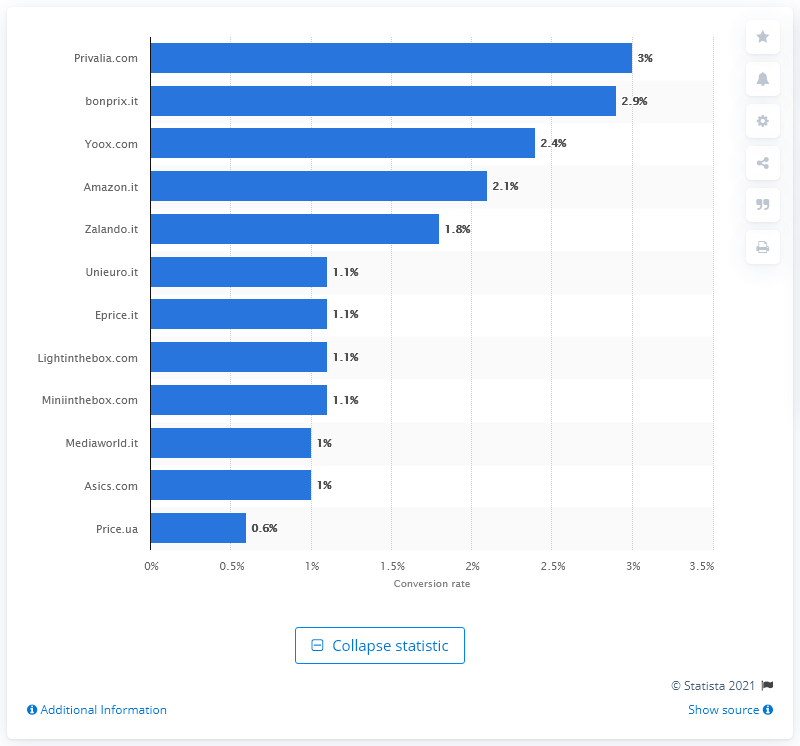 Privalia.com 3%
bonprix.it 2.9%
Yoox.com 2.4%
Amazon.it 2.1%
Zalando.it 1.8%
Unieuro.it 1.1%
Eprice.it 1.1%
Lightinthebox.com 1.1%
Miniinthebox.com 1.1%
Mediaworld.it 1%
Asics.com 1%
Price.ua 0.6%
0% 0.5% 1% 1.5% 2% 2.5% 3% 3.5%
Conversion rate
Collapse statistic
© Statista 2021
Additional Information Show source